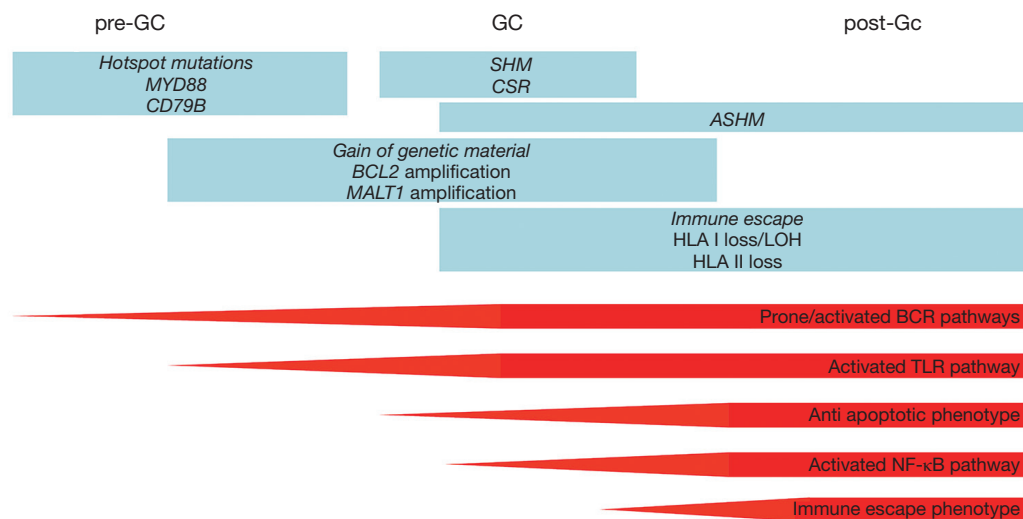 pre-GC
GC
post-Gc
Hotspot mutations
MYD88
CD79B
SHM
CSR
ASHM
Gain of genetic material
BCL2 amplification
MALT1 amplification
Immune escape
HLA I loss/LOH
HLA II loss
Prone/activated BCR pathways
Activated TLR pathway
Anti apoptotic phenotype
Activated NF-κB pathway
Immune escape phenotype